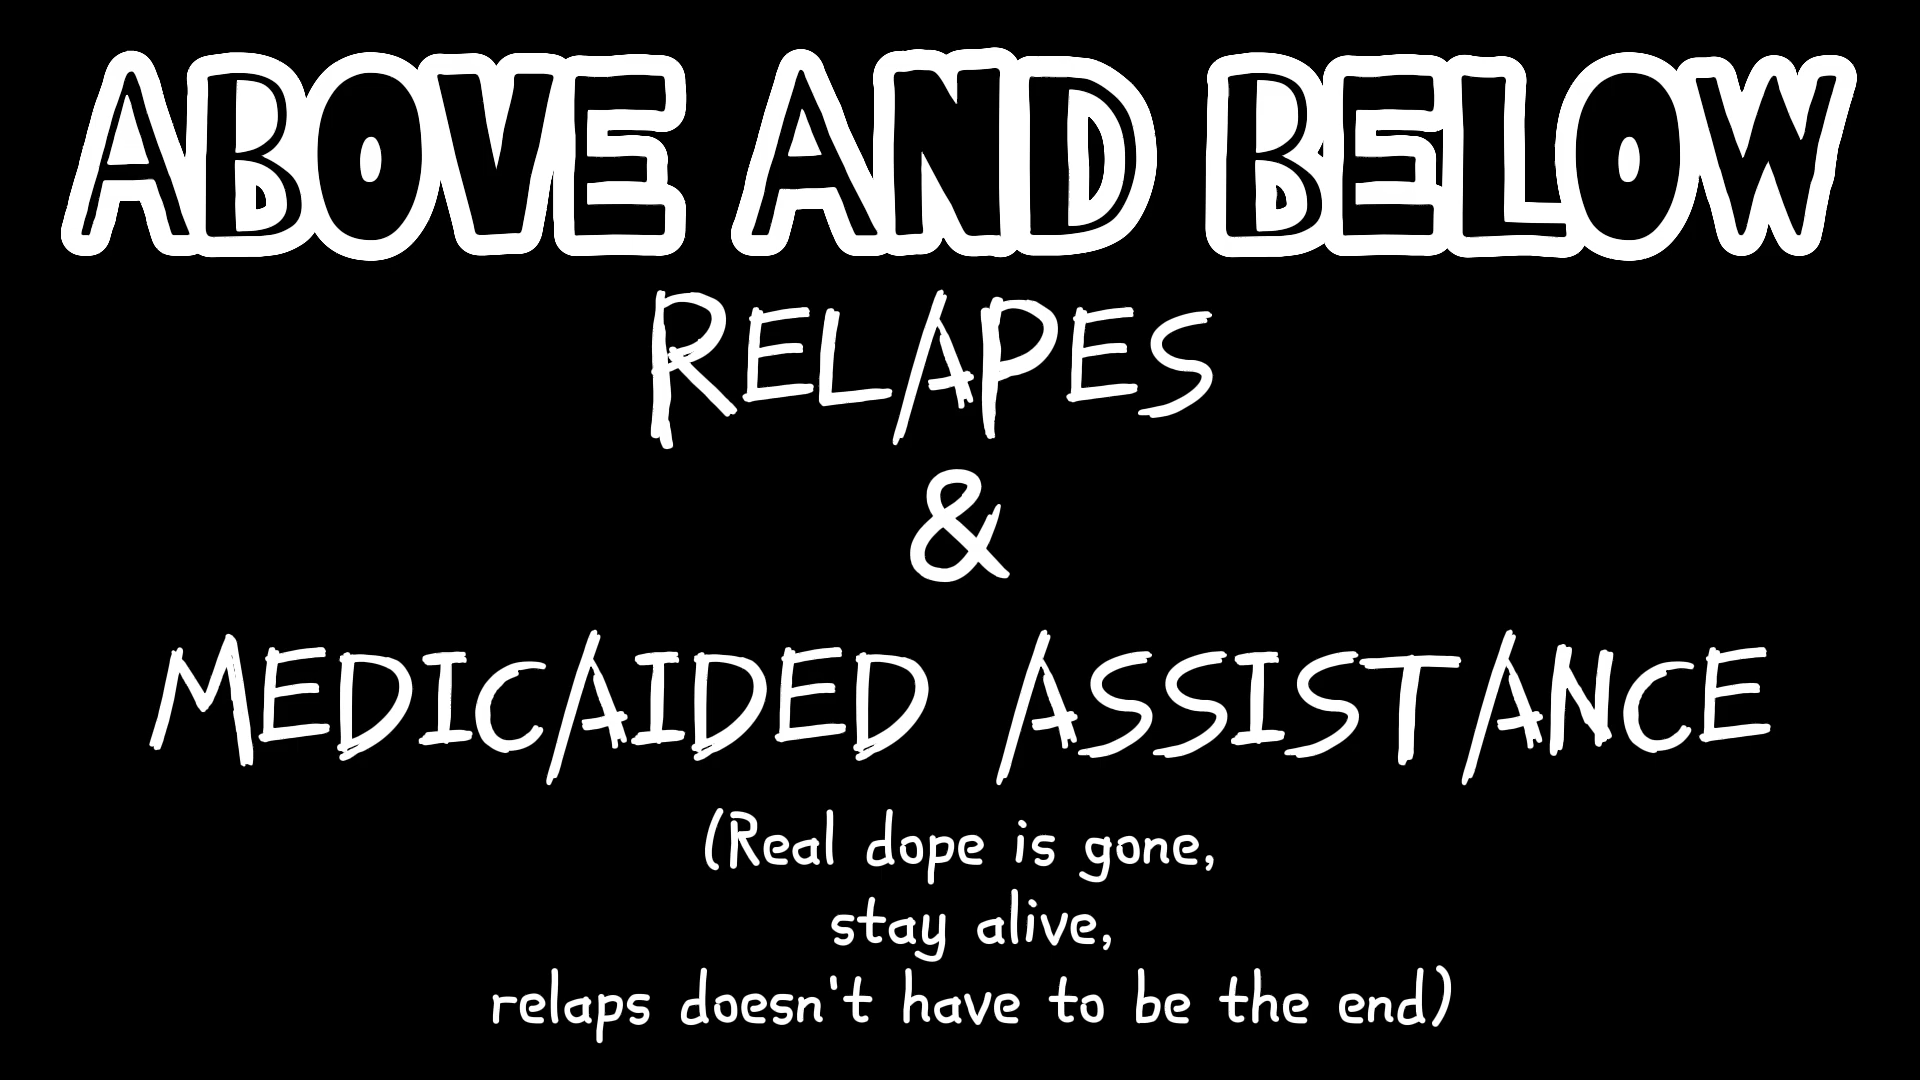 ABOVE AND BELOW
RELAPES
&
MEDICAIDED ASSISTANCE
(Real dope is gone,
stay alive,
relaps doesn't have to be the end)